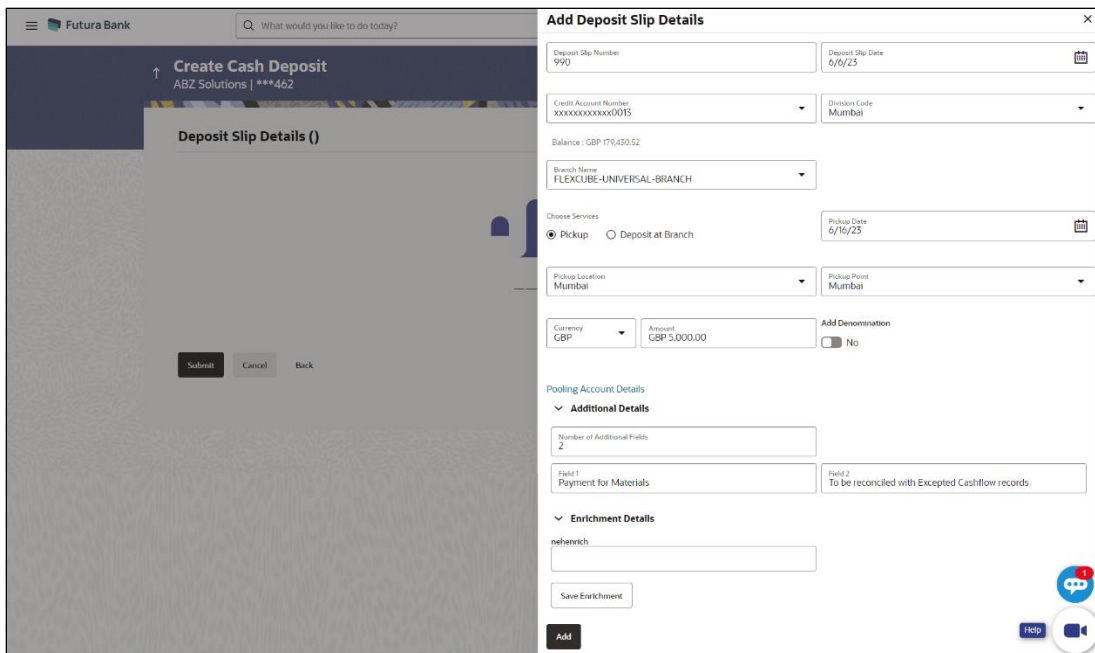 Futura Bank
What would you like to do today?
Create Cash Deposit
ABZ Solutions | ***462
Deposit Slip Details ()
Submit Cancel Back
Add Deposit Slip Details
Deposit Slip Number
990
Deposit Slip Date
6/6/23
Credit Account Number
xxxxxxxxxxxx0013
Division Code
Mumbai
Balance : GBP 179,430.52
Branch Name
FLEXCUBE-UNIVERSAL-BRANCH
Choose Services
Pickup Deposit at Branch
Pickup Date
6/16/23
Pickup Location
Mumbai
Pickup Point
Mumbai
Currency
GBP
Amount
GBP 5,000.00
Add Denomination
No
Pooling Account Details
Additional Details
Number of Additional Fields
2
Field 1
Payment for Materials
Field 2
To be reconciled with Excepted Cashflow records
Enrichment Details
nehenrich
Save Enrichment
1
Add
Help